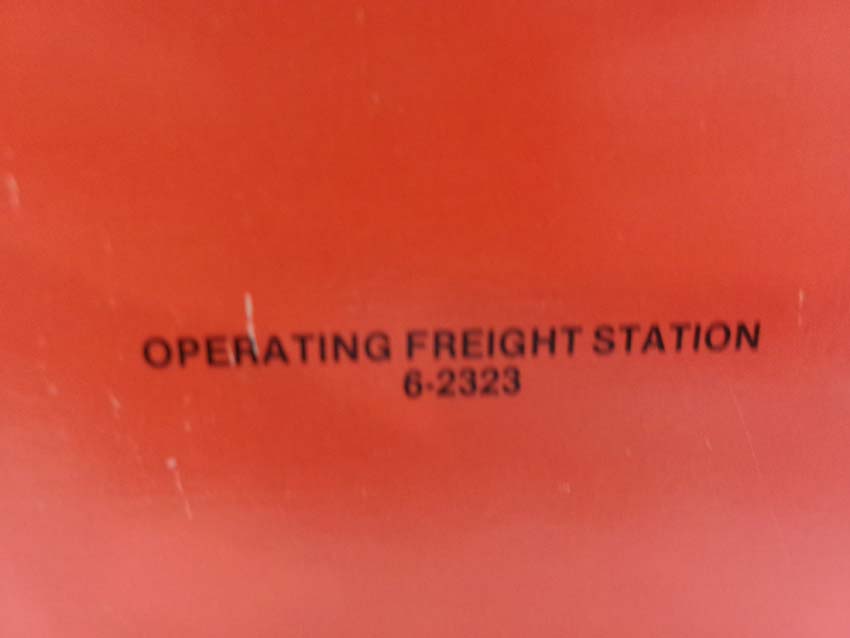 OPERATING FREIGHT STATION
6-2323